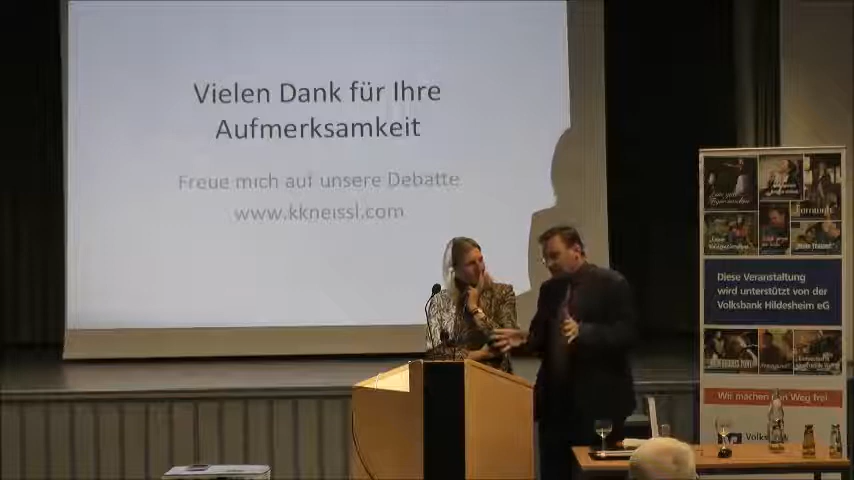 Vielen Dank für Ihre
Aufmerksamkeit
Freue mich auf unsere Debatte
www.kkneissl.com
Diese Veranstaltung
wird unterstützt von der
Volksbank Hildesheim eG
Wir machen den Weg frei.